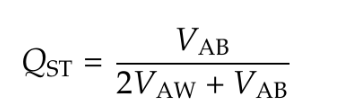 Q_ST = V_AB / (2V_AW + V_AB)